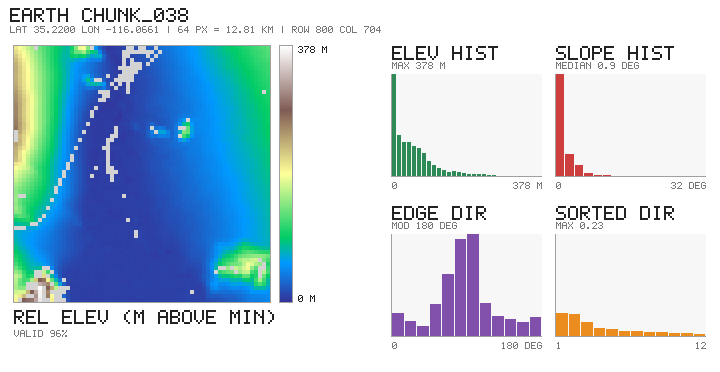 EARTH CHUNK_038
LAT 35.2200 LON -116.0661 | 64 PX = 12.81 KM | ROW 800 COL 704
378 M
0 M
REL ELEV (M ABOVE MIN)
VALID 96%
ELEV HIST
MAX 378 M
0 378 M
SLOPE HIST
MEDIAN 0.9 DEG
0 32 DEG
EDGE DIR
MOD 180 DEG
0 180 DEG
SORTED DIR
MAX 0.23
1 12